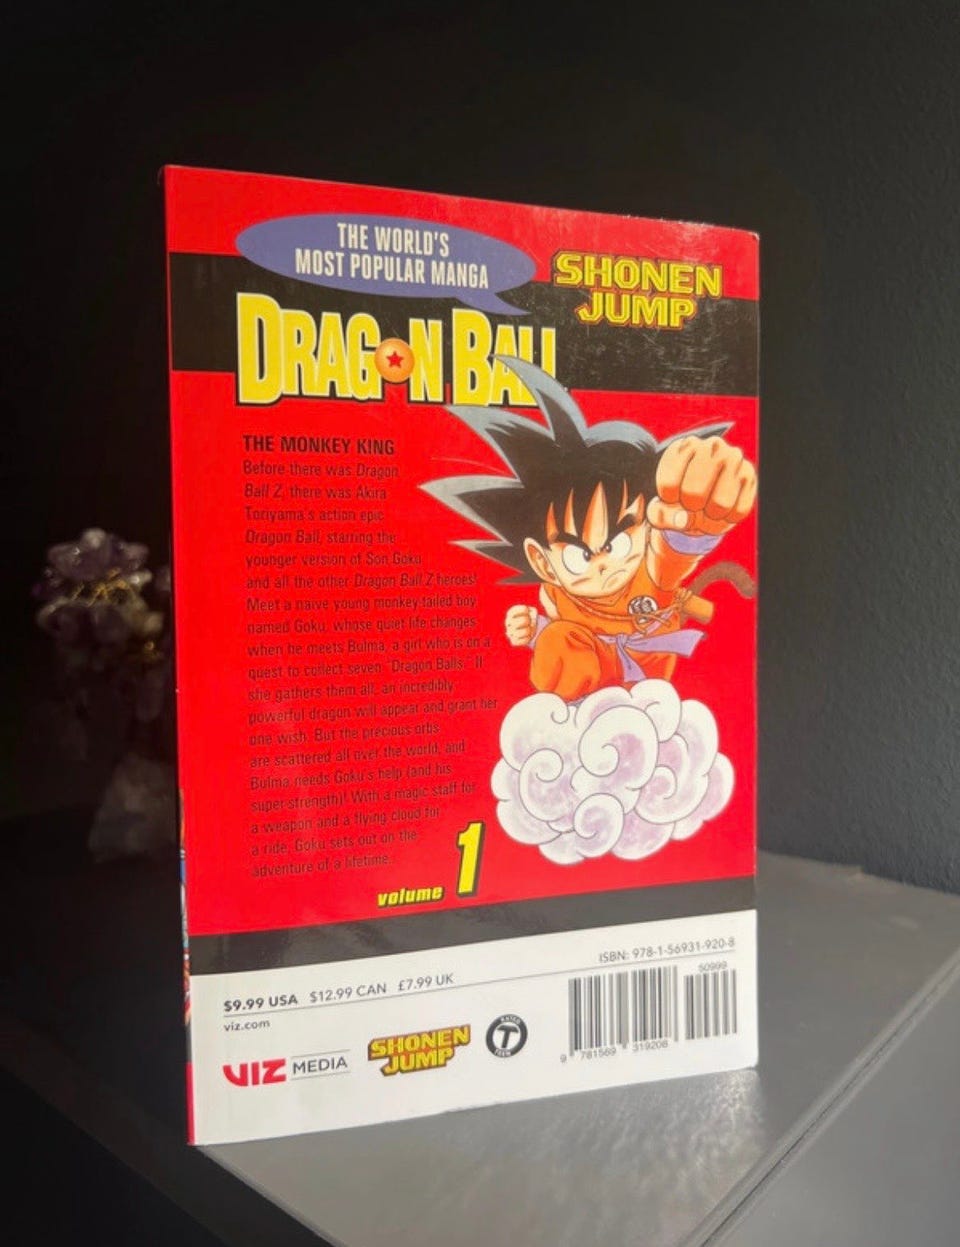 THE WORLD'S
MOST POPULAR MANGA
SHONEN
JUMP
DRAGON BALL
THE MONKEY KING
Before there was Dragon
Ball Z, there was Akira
Toriyama's action epic
Dragon Ball, starring the
younger version of Son Goku
and all the other Dragon Ball Z heroes!
Meet a naive young monkey-tailed boy
named Goku, whose quiet life changes
when he meets Bulma, a girl who is on a
quest to collect seven "Dragon Balls." If
she gathers them all, an incredibly
powerful dragon will appear and grant her
one wish. But the precious orbs
are scattered all over the world, and
Bulma needs Goku's help (and his
super-strength)! With a magic staff for
a weapon and a flying cloud for
a ride, Goku sets out on the
adventure of a lifetime.
volume 1
$9.99 USA $12.99 CAN £7.99 UK
viz.com
ISBN: 978-1-56931-920-8
50999
9 781569 319208
VIZ MEDIA
SHONEN
JUMP
RATED
T
TEEN